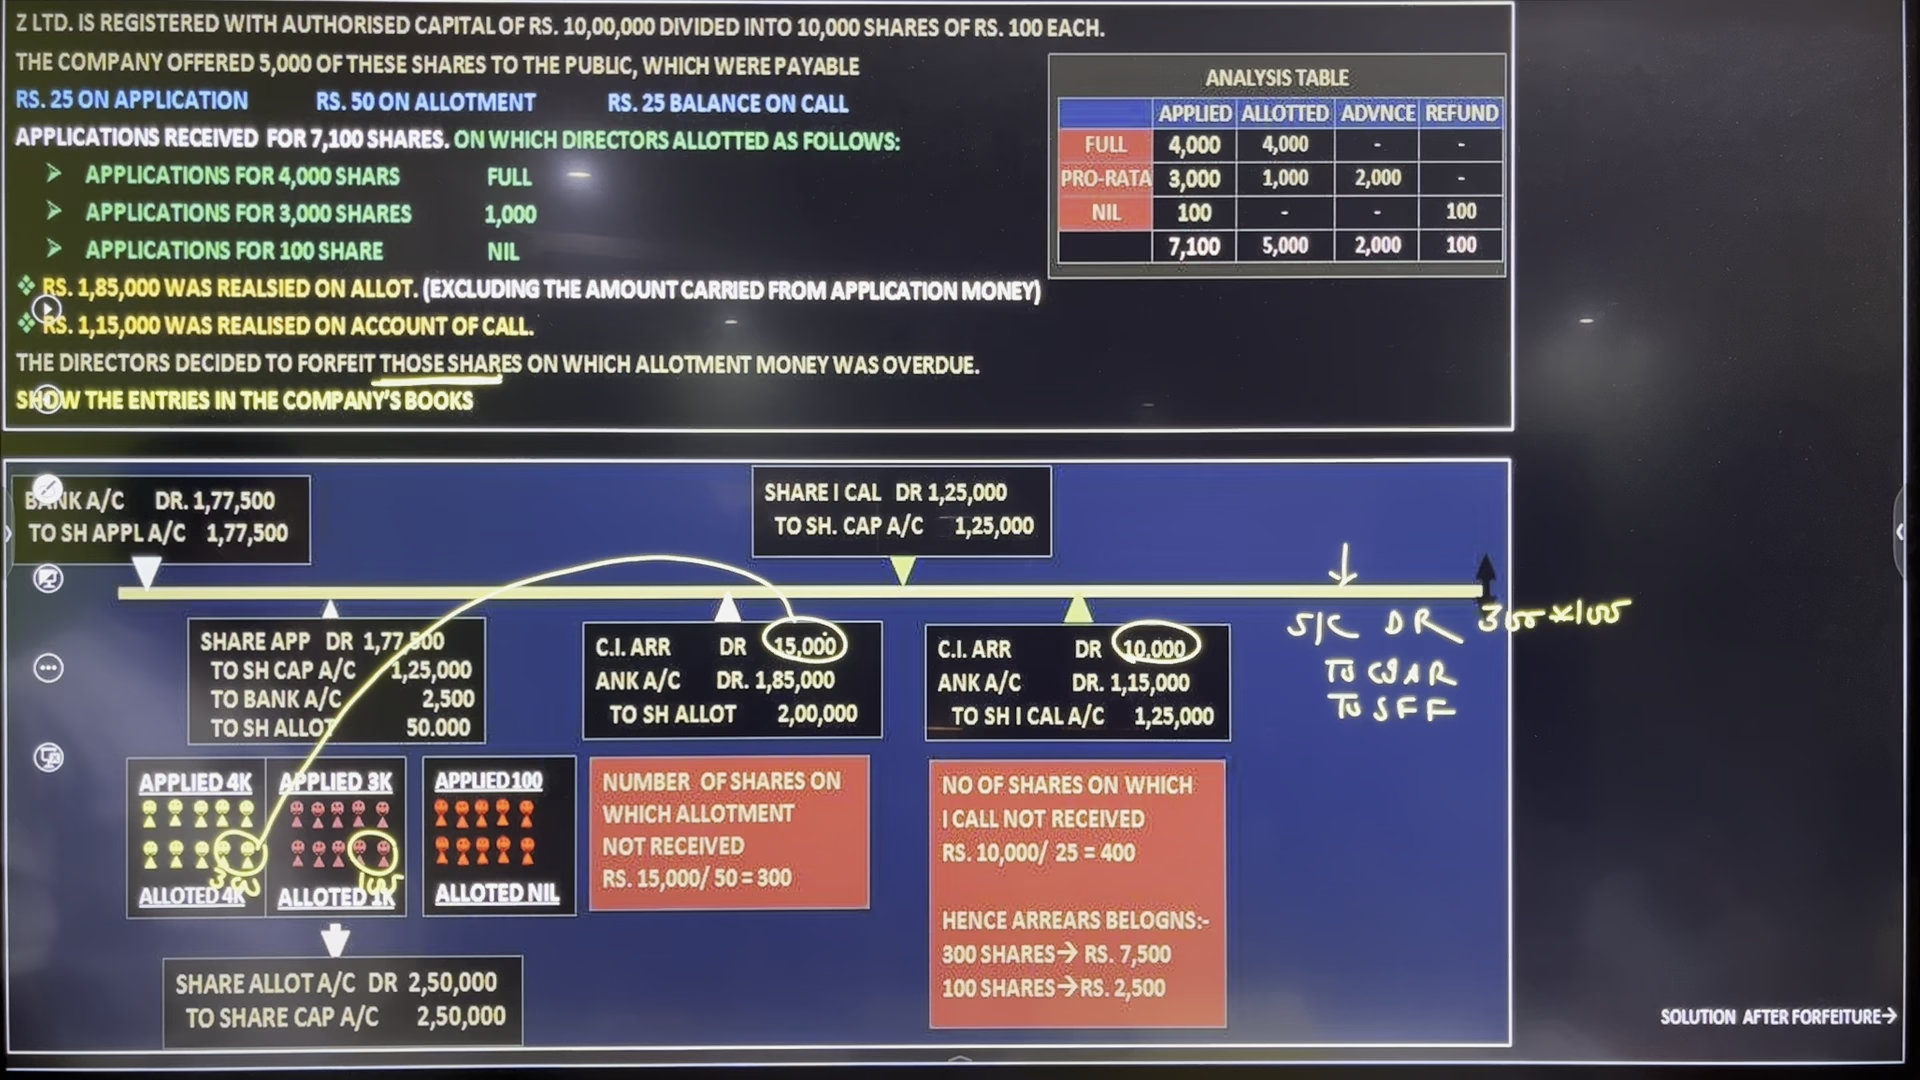 Z LTD. IS REGISTERED WITH AUTHORISED CAPITAL OF RS. 10,00,000 DIVIDED INTO 10,000 SHARES OF RS. 100 EACH.
THE COMPANY OFFERED 5,000 OF THESE SHARES TO THE PUBLIC, WHICH WERE PAYABLE
RS. 25 ON APPLICATION RS. 50 ON ALLOTMENT RS. 25 BALANCE ON CALL
APPLICATIONS RECEIVED FOR 7,100 SHARES. ON WHICH DIRECTORS ALLOTTED AS FOLLOWS:
APPLICATIONS FOR 4,000 SHARS FULL
APPLICATIONS FOR 3,000 SHARES 1,000
APPLICATIONS FOR 100 SHARE NIL
RS. 1,85,000 WAS REALSIED ON ALLOT. (EXCLUDING THE AMOUNT CARRIED FROM APPLICATION MONEY)
RS. 1,15,000 WAS REALISED ON ACCOUNT OF CALL.
THE DIRECTORS DECIDED TO FORFEIT THOSE SHARES ON WHICH ALLOTMENT MONEY WAS OVERDUE.
SHOW THE ENTRIES IN THE COMPANY'S BOOKS
ANALYSIS TABLE
APPLIED ALLOTTED ADVNCE REFUND
FULL 4,000 4,000 - -
PRO-RATA 3,000 1,000 2,000 -
NIL 100 - - 100
7,100 5,000 2,000 100
BANK A/C DR. 1,77,500
TO SH APPL A/C 1,77,500
SHARE I CAL DR 1,25,000
TO SH. CAP A/C 1,25,000
SHARE APP DR 1,77,500
TO SH CAP A/C 1,25,000
TO BANK A/C 2,500
TO SH ALLOT 50.000
C.I. ARR DR 15,000
ANK A/C DR. 1,85,000
TO SH ALLOT 2,00,000
C.I. ARR DR 10,000
ANK A/C DR. 1,15,000
TO SH I CAL A/C 1,25,000
S/C DR 300×100
TO CIAR
TO SFF
APPLIED 4K
300
ALLOTED 4K
APPLIED 3K
100
ALLOTED 1K
APPLIED100
ALLOTED NIL
NUMBER OF SHARES ON
WHICH ALLOTMENT
NOT RECEIVED
RS. 15,000/ 50 = 300
NO OF SHARES ON WHICH
I CALL NOT RECEIVED
RS. 10,000/ 25 = 400
HENCE ARREARS BELOGNS:-
300 SHARES→ RS. 7,500
100 SHARES→RS. 2,500
SHARE ALLOT A/C DR 2,50,000
TO SHARE CAP A/C 2,50,000
SOLUTION AFTER FORFEITURE→